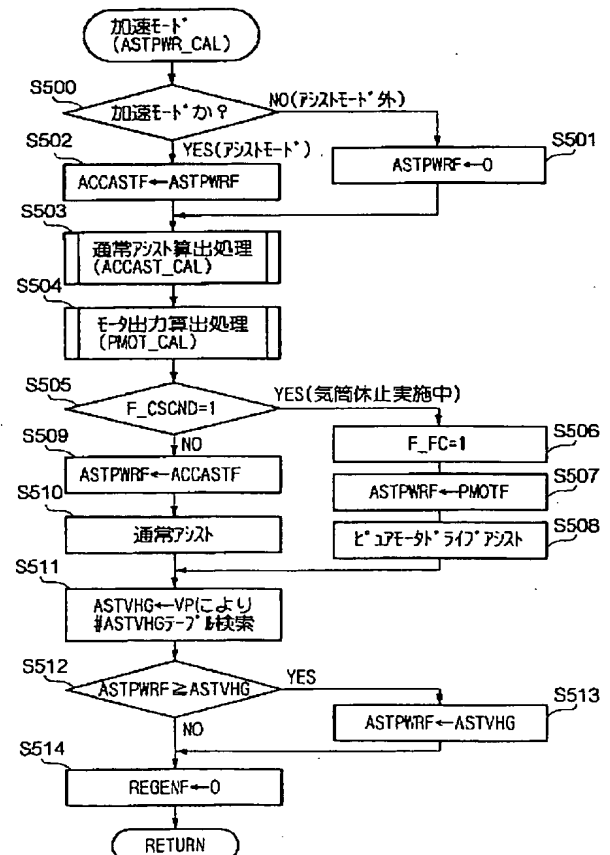 加速モード
(ASTPWR_CAL)
S500
加速モードか?
NO(アシストモード外)
YES(アシストモード)
S502
ACCASTF←ASTPWRF
S501
ASTPWRF←0
S503
通常アシスト算出処理
(ACCAST_CAL)
S504
モータ出力算出処理
(PMOT_CAL)
S505
F_CSCND=1
YES(気筒休止実施中)
NO
S506
F_FC=1
S507
ASTPWRF←PMOTF
S508
ピュアモータドライブアシスト
S509
ASTPWRF←ACCASTF
S510
通常アシスト
S511
ASTVHG←VPにより
#ASTVHGテーブル検索
S512
ASTPWRF≧ASTVHG
YES
NO
S513
ASTPWRF←ASTVHG
S514
REGENF←0
RETURN